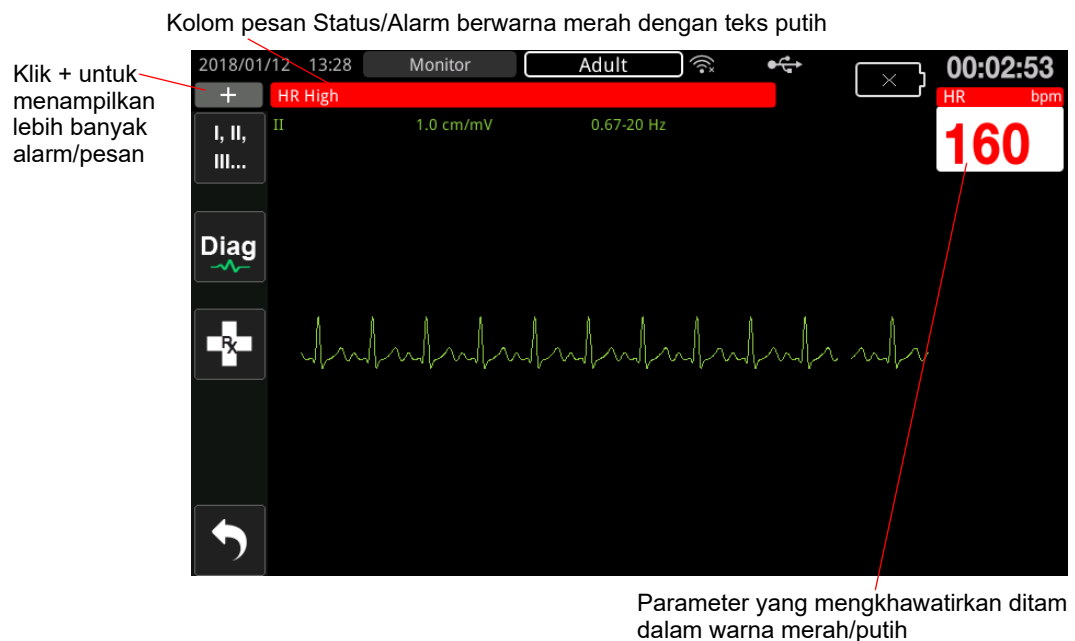 Kolom pesan Status/Alarm berwarna merah dengan teks putih
Klik + untuk
menampilkan
lebih banyak
alarm/pesan
2018/01/12 13:28 Monitor Adult 00:02:53
+ HR High HR bpm
II 1.0 cm/mV 0.67-20 Hz
160
I, II,
III...
Diag
Rx
Parameter yang mengkhawatirkan ditam
dalam warna merah/putih